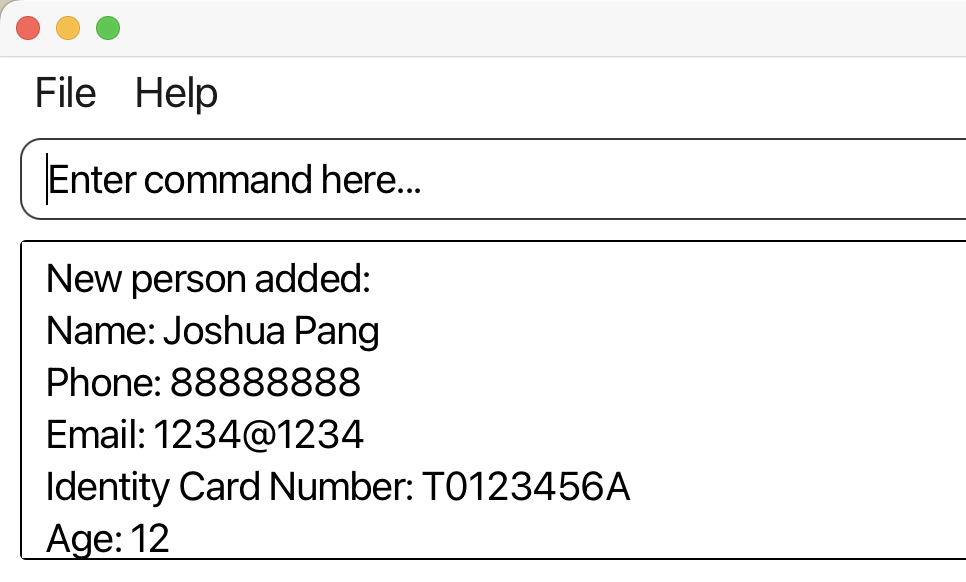 File Help
Enter command here...
New person added:
Name: Joshua Pang
Phone: 88888888
Email: 1234@1234
Identity Card Number: T0123456A
Age: 12